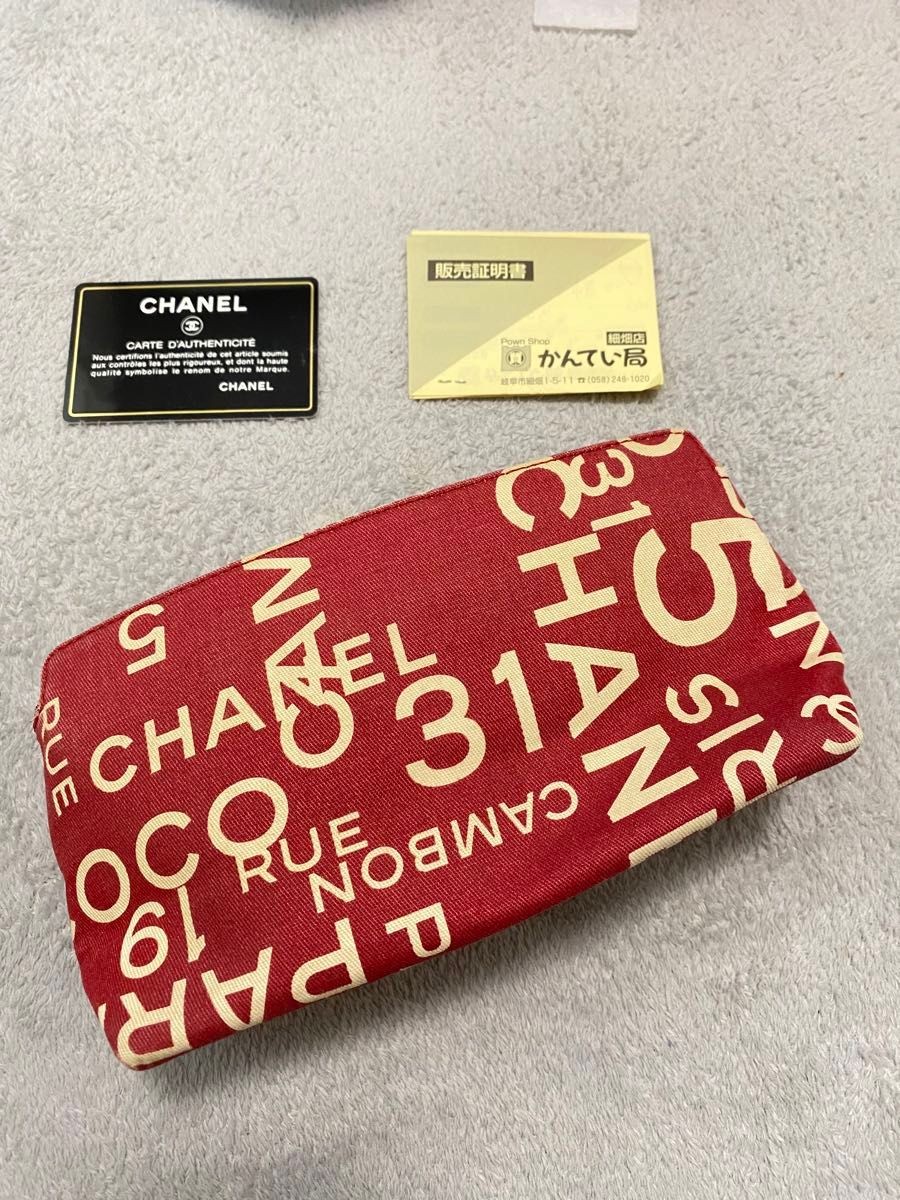 CHANEL
CARTE D'AUTHENTICITÉ
Nous certifions l'authenticité de cet article soumis
aux contrôles les plus rigoureux, et dont la haute
qualité symbolise le renom de notre Marque.
CHANEL
販売証明書
Pown Shop
細畑店
かんてい局
岐阜市細畑1-5-11 ☎(058)248-1020
31
CHAN
5
5
CHANEL
31
RUE
COCO
RUE
CAMBON
CAMBON
19
PAR